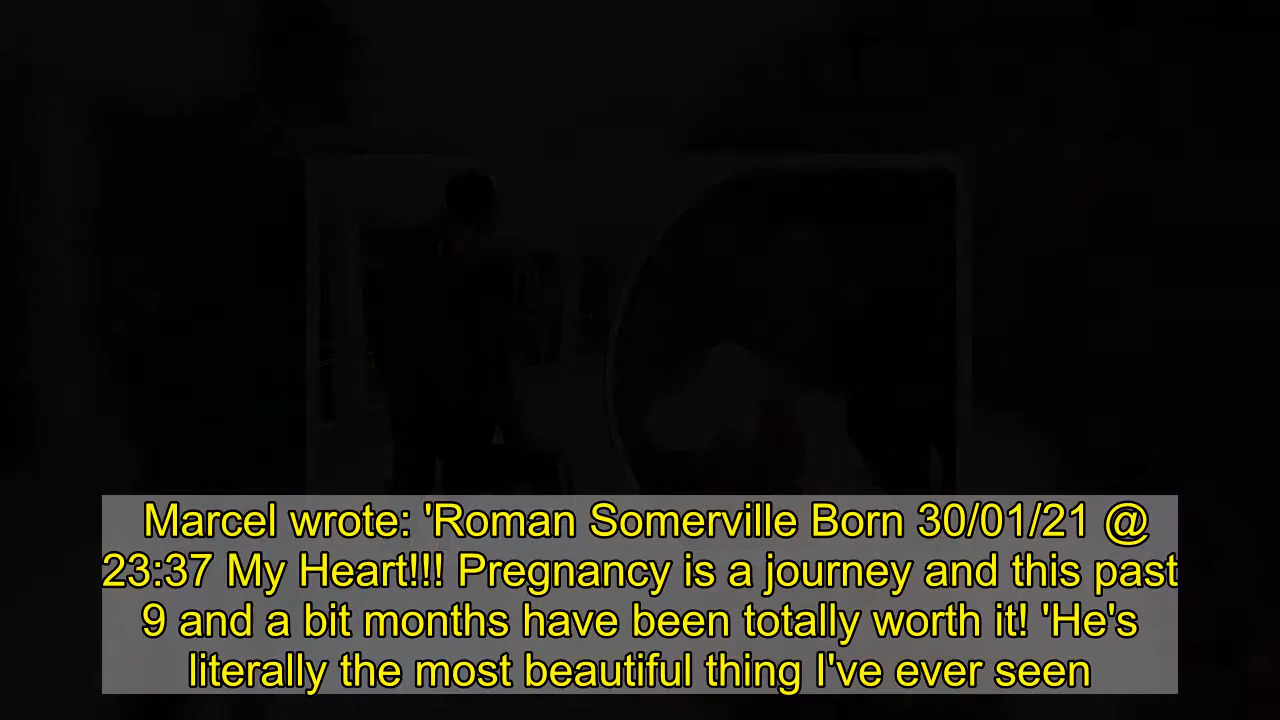 Marcel wrote: 'Roman Somerville Born 30/01/21 @
23:37 My Heart!!! Pregnancy is a journey and this past
9 and a bit months have been totally worth it! 'He's
literally the most beautiful thing I've ever seen